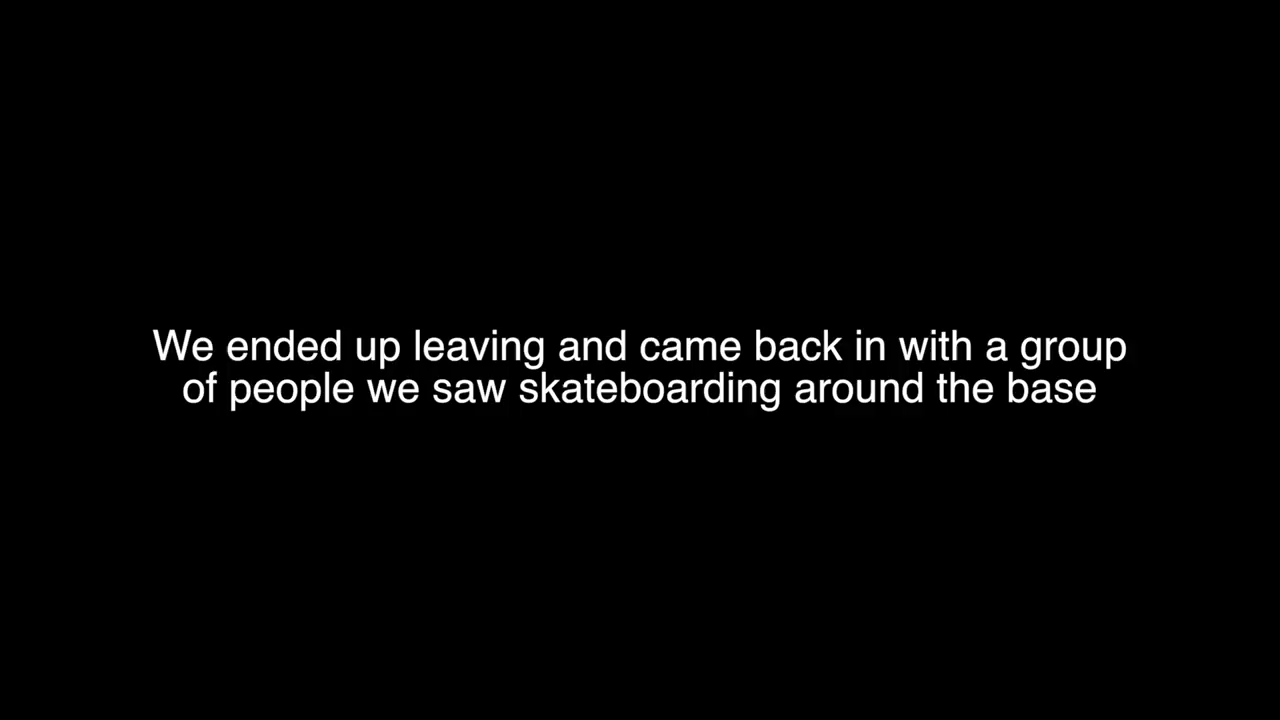 We ended up leaving and came back in with a group
of people we saw skateboarding around the base